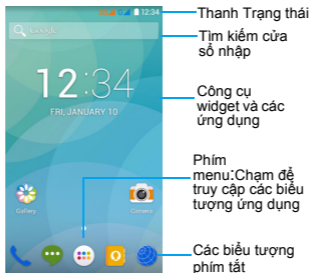 12:34
Thanh Trạng thái
Google
Tìm kiếm cửa
sổ nhập
12:34
FRI, JANUARY 10
Công cụ
widget và các
ứng dụng
Phím
menu:Chạm để
truy cập các biểu
tượng ứng dụng
Gallery
Camera
Các biểu tượng
phím tắt